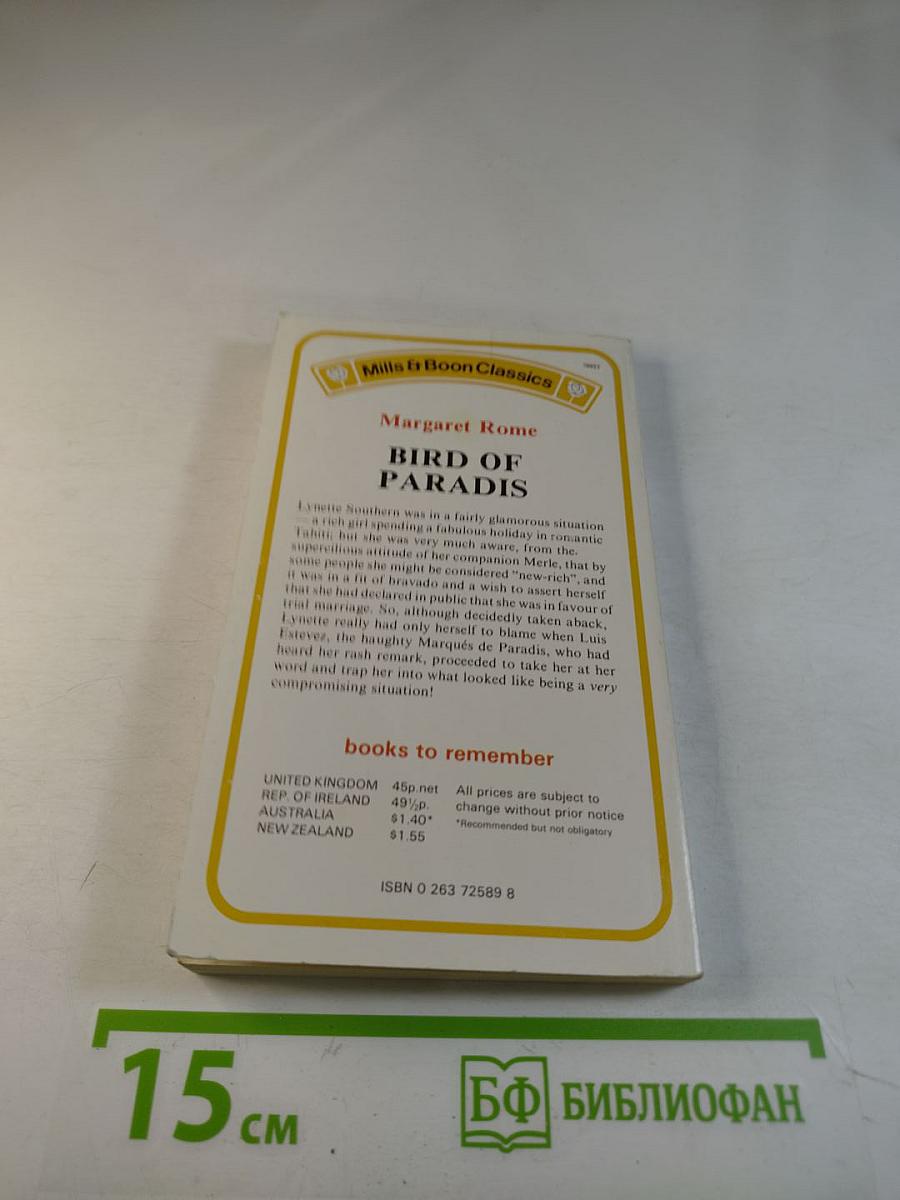 Mills & Boon Classics
Margaret Rome
BIRD OF
PARADIS
Lynette Southern was in a fairly glamorous situation
— a rich girl spending a fabulous holiday in romantic
Tahiti; but she was very much aware, from the
supercilious attitude of her companion Merle, that by
some people she might be considered "new-rich", and
it was in a fit of bravado and a wish to assert herself
that she had declared in public that she was in favour of
trial marriage. So, although decidedly taken aback,
Lynette really had only herself to blame when Luis
Estevez, the haughty Marqués de Paradis, who had
heard her rash remark, proceeded to take her at her
word and trap her into what looked like being a very
compromising situation!
books to remember
UNITED KINGDOM 45p.net
REP. OF IRELAND 49½p.
AUSTRALIA $1.40*
NEW ZEALAND $1.55
All prices are subject to
change without prior notice
*Recommended but not obligatory
ISBN 0 263 72589 8
15 см
БФ БИБЛИОФАН